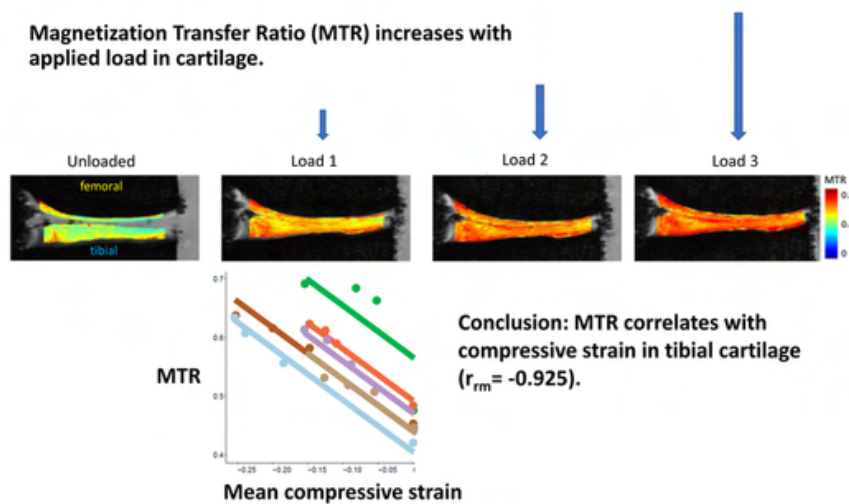 Magnetization Transfer Ratio (MTR) increases with
applied load in cartilage.
Unloaded
Load 1
Load 2
Load 3
femoral
tibial
MTR
0
0.7
0.6
0.5
0.4
MTR
−0.25
−0.20
−0.15
−0.10
−0.05
Mean compressive strain
Conclusion: MTR correlates with
compressive strain in tibial cartilage
(rrm= -0.925).